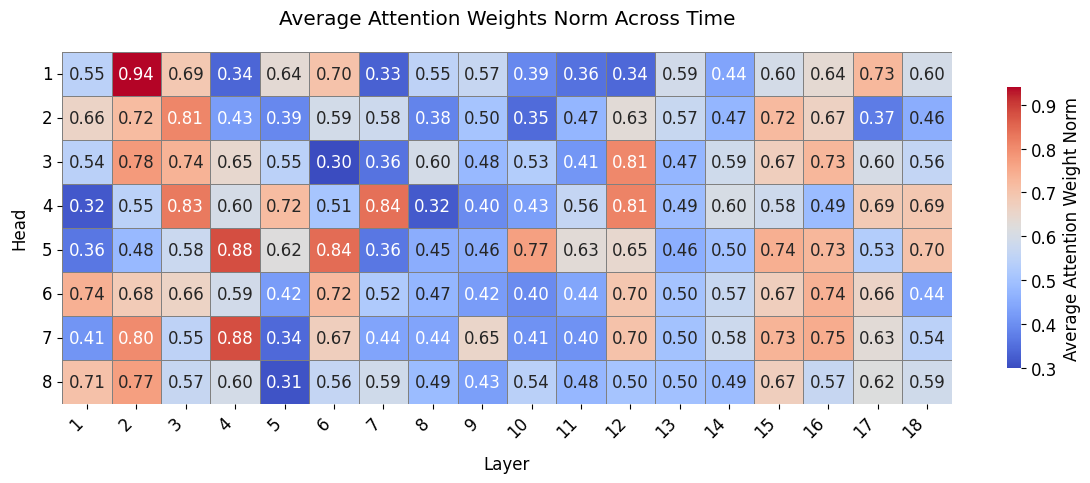 Average Attention Weights Norm Across Time
1 0.55 0.94 0.69 0.34 0.64 0.70 0.33 0.55 0.57 0.39 0.36 0.34 0.59 0.44 0.60 0.64 0.73 0.60
2 0.66 0.72 0.81 0.43 0.39 0.59 0.58 0.38 0.50 0.35 0.47 0.63 0.57 0.47 0.72 0.67 0.37 0.46
3 0.54 0.78 0.74 0.65 0.55 0.30 0.36 0.60 0.48 0.53 0.41 0.81 0.47 0.59 0.67 0.73 0.60 0.56
4 0.32 0.55 0.83 0.60 0.72 0.51 0.84 0.32 0.40 0.43 0.56 0.81 0.49 0.60 0.58 0.49 0.69 0.69
5 0.36 0.48 0.58 0.88 0.62 0.84 0.36 0.45 0.46 0.77 0.63 0.65 0.46 0.50 0.74 0.73 0.53 0.70
6 0.74 0.68 0.66 0.59 0.42 0.72 0.52 0.47 0.42 0.40 0.44 0.70 0.50 0.57 0.67 0.74 0.66 0.44
7 0.41 0.80 0.55 0.88 0.34 0.67 0.44 0.44 0.65 0.41 0.40 0.70 0.50 0.58 0.73 0.75 0.63 0.54
8 0.71 0.77 0.57 0.60 0.31 0.56 0.59 0.49 0.43 0.54 0.48 0.50 0.50 0.49 0.67 0.57 0.62 0.59
1 2 3 4 5 6 7 8 9 10 11 12 13 14 15 16 17 18
Layer
Head
0.9
0.8
0.7
0.6
0.5
0.4
0.3
Average Attention Weight Norm